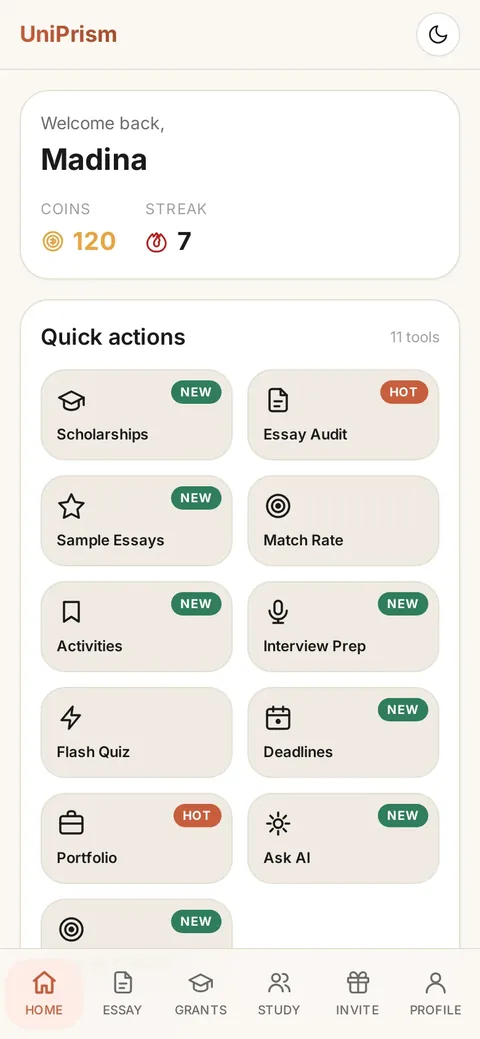 UniPrism
Welcome back,
Madina
COINS STREAK
120 7
Quick actions 11 tools
NEW HOT
Scholarships Essay Audit
NEW
Sample Essays Match Rate
NEW NEW
Activities Interview Prep
NEW
Flash Quiz Deadlines
HOT NEW
Portfolio Ask AI
NEW
HOME ESSAY GRANTS STUDY INVITE PROFILE